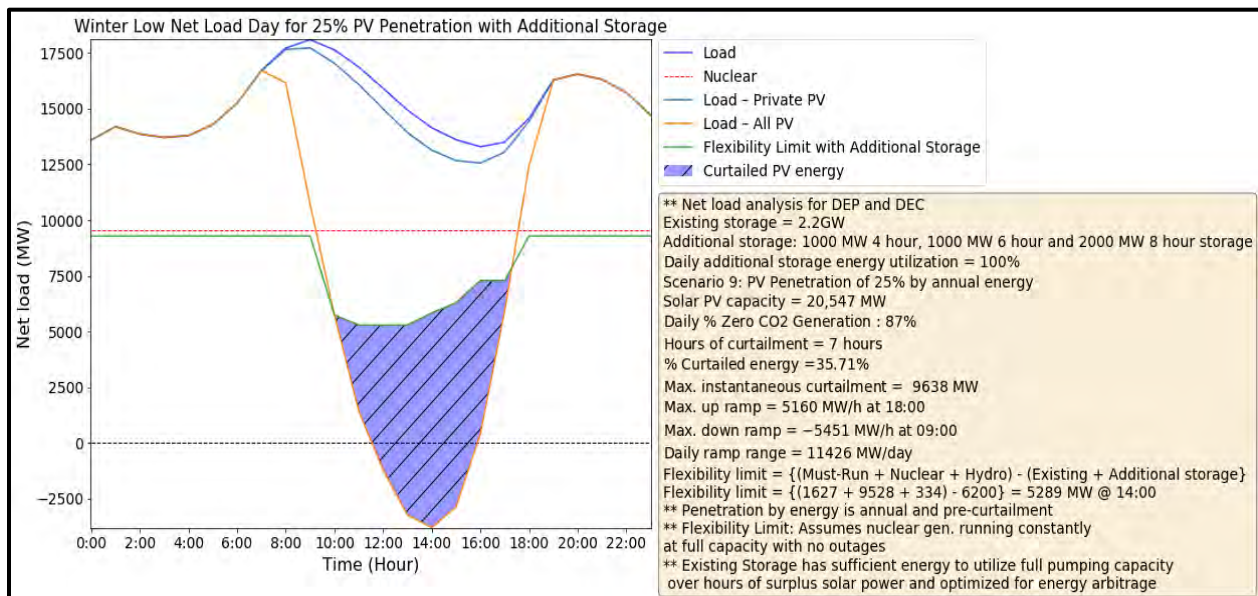 Winter Low Net Load Day for 25% PV Penetration with Additional Storage
17500
15000
12500
10000
7500
5000
2500
0
−2500
Net load (MW)
0:00
2:00
4:00
6:00
8:00
10:00
12:00
14:00
16:00
18:00
20:00
22:00
Time (Hour)
Load
Nuclear
Load – Private PV
Load – All PV
Flexibility Limit with Additional Storage
Curtailed PV energy
** Net load analysis for DEP and DEC
Existing storage = 2.2GW
Additional storage: 1000 MW 4 hour, 1000 MW 6 hour and 2000 MW 8 hour storage
Daily additional storage energy utilization = 100%
Scenario 9: PV Penetration of 25% by annual energy
Solar PV capacity = 20,547 MW
Daily % Zero CO2 Generation : 87%
Hours of curtailment = 7 hours
% Curtailed energy =35.71%
Max. instantaneous curtailment = 9638 MW
Max. up ramp = 5160 MW/h at 18:00
Max. down ramp = −5451 MW/h at 09:00
Daily ramp range = 11426 MW/day
Flexibility limit = {(Must-Run + Nuclear + Hydro) - (Existing + Additional storage}
Flexibility limit = {(1627 + 9528 + 334) - 6200} = 5289 MW @ 14:00
** Penetration by energy is annual and pre-curtailment
** Flexibility Limit: Assumes nuclear gen. running constantly
at full capacity with no outages
** Existing Storage has sufficient energy to utilize full pumping capacity
over hours of surplus solar power and optimized for energy arbitrage